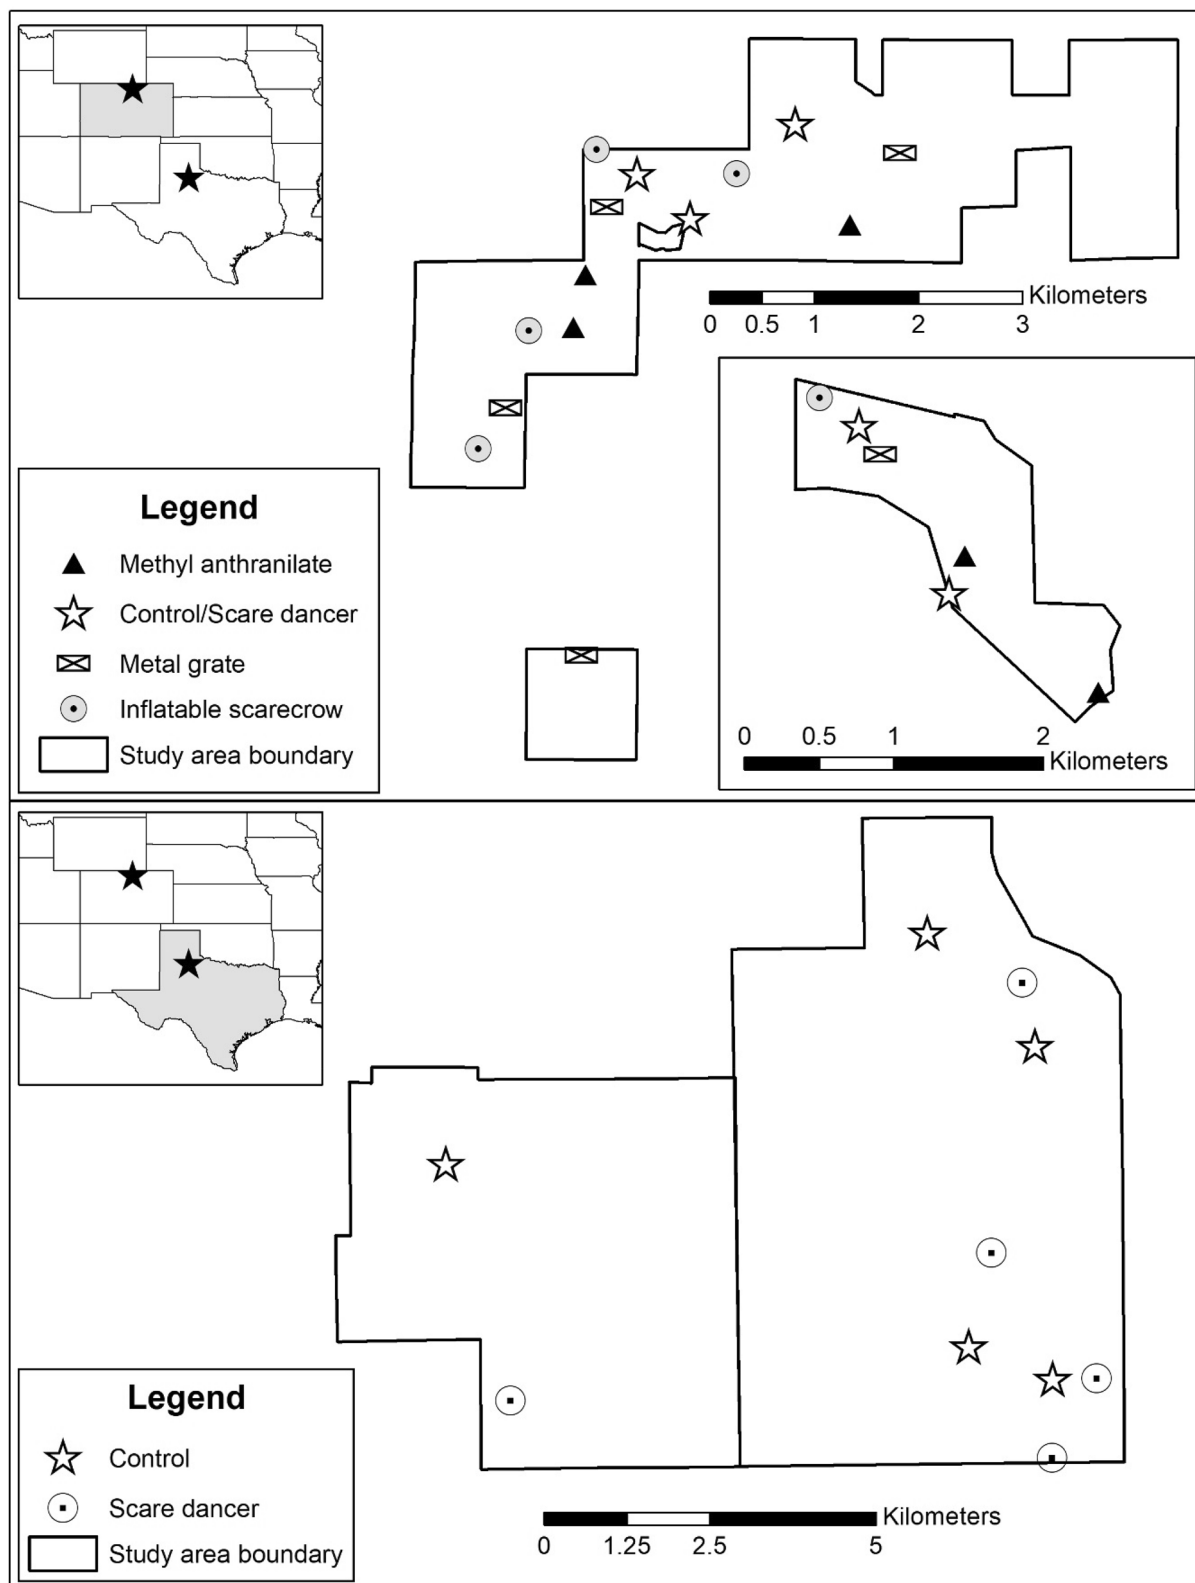 Kilometers
0 0.5 1 2 3
Legend
Methyl anthranilate
Control/Scare dancer
Metal grate
Inflatable scarecrow
Study area boundary
0 0.5 1 2
Kilometers
Legend
Control
Scare dancer
Study area boundary
Kilometers
0 1.25 2.5 5